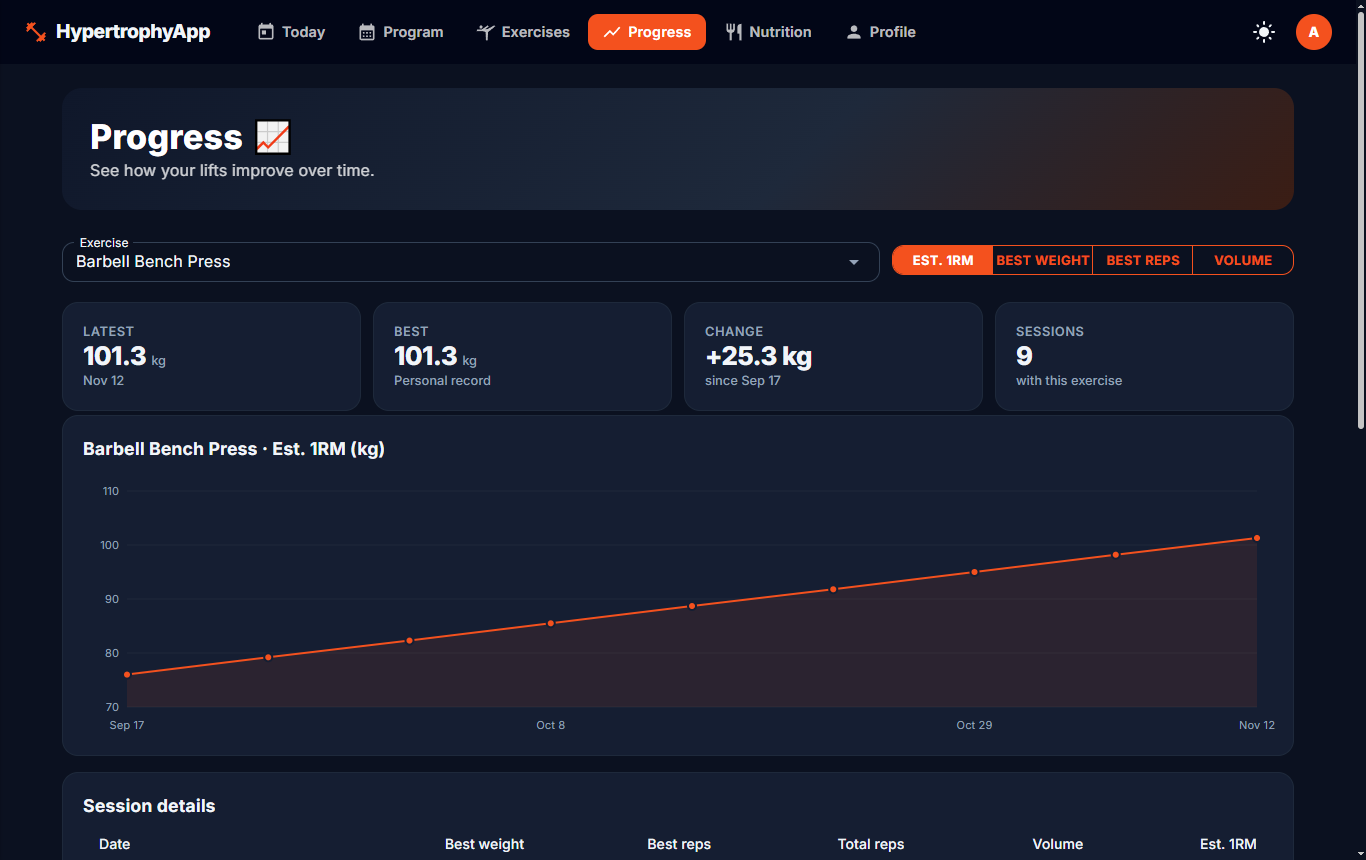 HypertrophyApp
Today
Program
Exercises
Progress
Nutrition
Profile
A
Progress
See how your lifts improve over time.
Exercise
Barbell Bench Press
EST. 1RM
BEST WEIGHT
BEST REPS
VOLUME
LATEST
101.3 kg
Nov 12
BEST
101.3 kg
Personal record
CHANGE
+25.3 kg
since Sep 17
SESSIONS
9
with this exercise
Barbell Bench Press · Est. 1RM (kg)
110
100
90
80
70
Sep 17
Oct 8
Oct 29
Nov 12
Session details
Date
Best weight
Best reps
Total reps
Volume
Est. 1RM